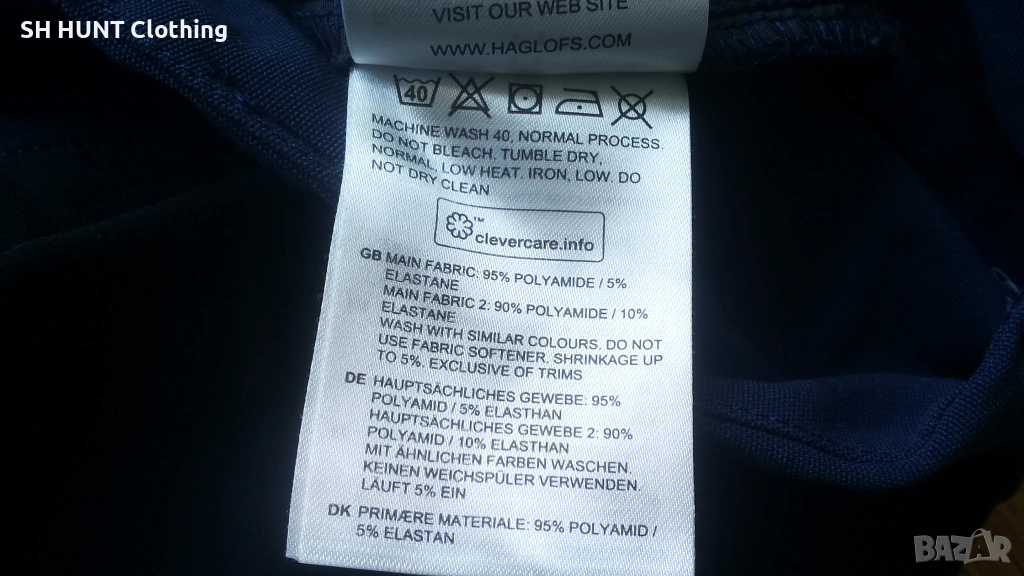 SH HUNT Clothing
VISIT OUR WEB SITE
WWW.HAGLOFS.COM
40
MACHINE WASH 40, NORMAL PROCESS.
DO NOT BLEACH. TUMBLE DRY,
NORMAL, LOW HEAT. IRON, LOW. DO
NOT DRY CLEAN
™
clevercare.info
GB MAIN FABRIC: 95% POLYAMIDE / 5%
ELASTANE
MAIN FABRIC 2: 90% POLYAMIDE / 10%
ELASTANE
WASH WITH SIMILAR COLOURS. DO NOT
USE FABRIC SOFTENER. SHRINKAGE UP
TO 5%. EXCLUSIVE OF TRIMS
DE HAUPTSÄCHLICHES GEWEBE: 95%
POLYAMID / 5% ELASTHAN
HAUPTSÄCHLICHES GEWEBE 2: 90%
POLYAMID / 10% ELASTHAN
MIT ÄHNLICHEN FARBEN WASCHEN.
KEINEN WEICHSPÜLER VERWENDEN.
LÄUFT 5% EIN
DK PRIMÆRE MATERIALE: 95% POLYAMID /
5% ELASTAN
BAZAR